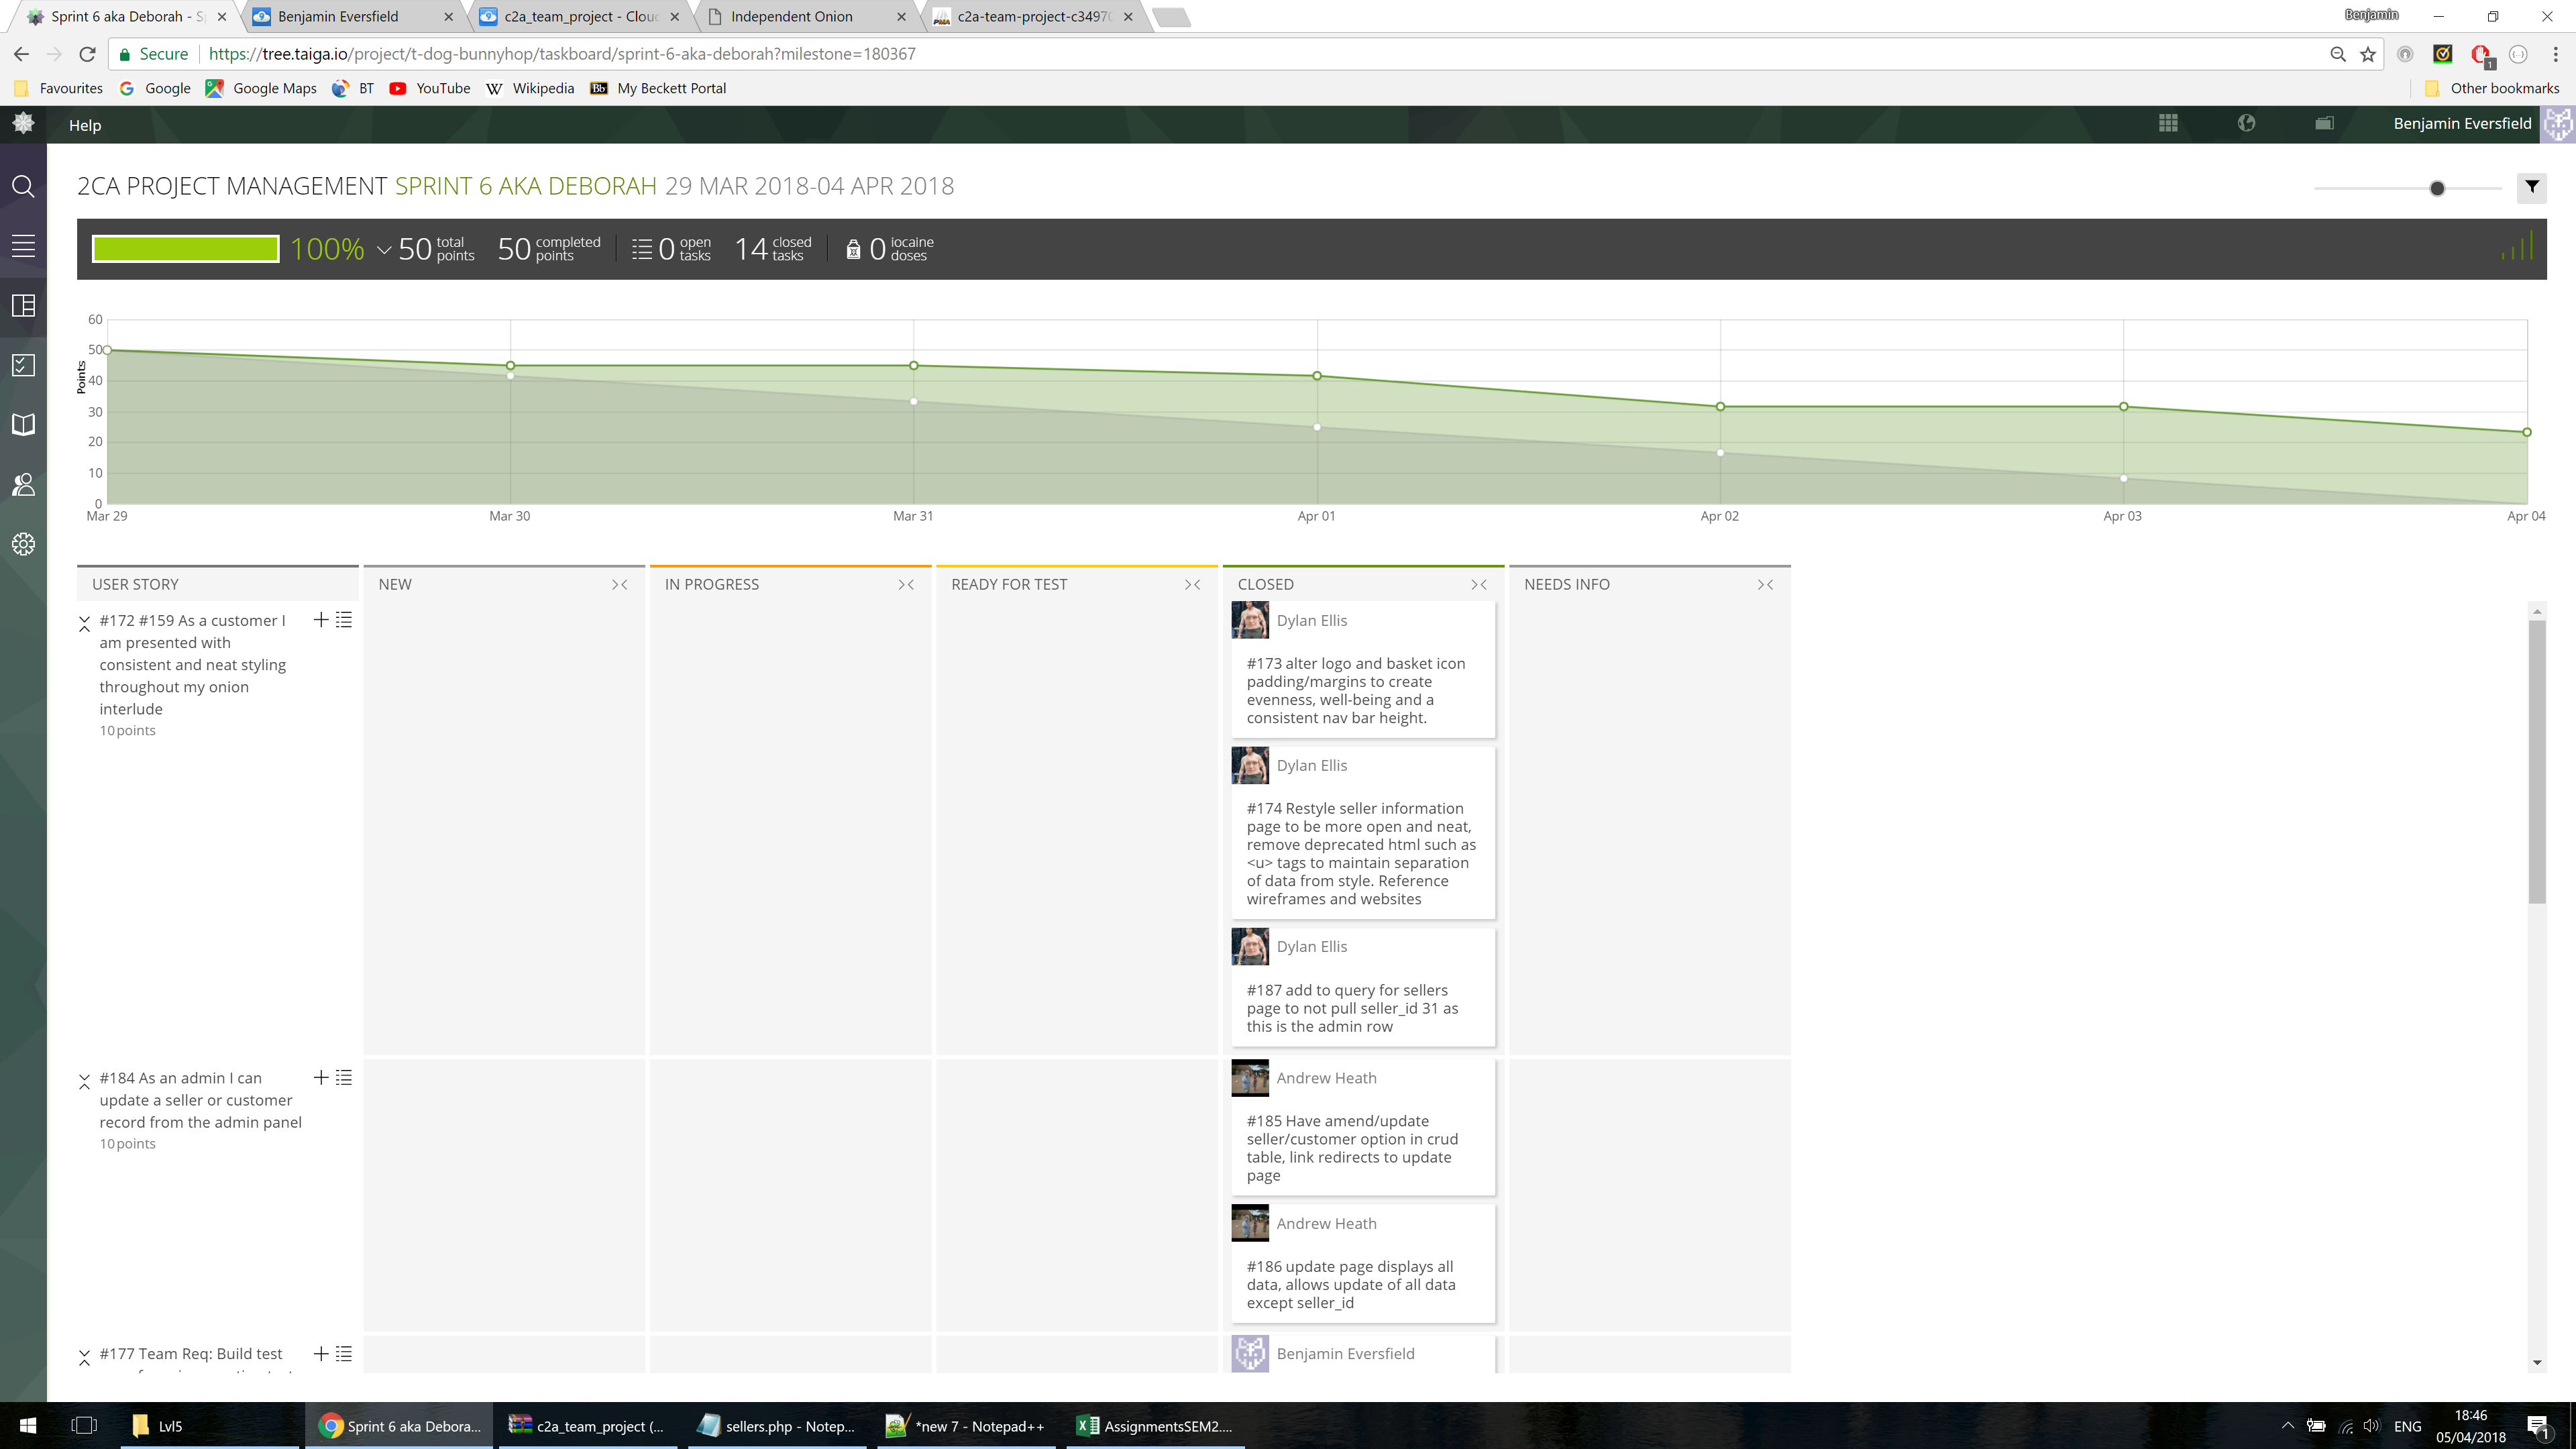 Sprint 6 aka Deborah - S
Benjamin Eversfield
c2a_team_project - Cloud
Independent Onion
c2a-team-project-c3497
Benjamin
Secure
https://tree.taiga.io/project/t-dog-bunnyhop/taskboard/sprint-6-aka-deborah?milestone=180367
Favourites
Google
Google Maps
BT
YouTube
Wikipedia
My Beckett Portal
Other bookmarks
Help
Benjamin Eversfield
2CA PROJECT MANAGEMENT SPRINT 6 AKA DEBORAH 29 MAR 2018-04 APR 2018
100% 50 total points 50 completed points 0 open tasks 14 closed tasks 0 iocaine doses
Points
60
50
40
30
20
10
0
Mar 29 Mar 30 Mar 31 Apr 01 Apr 02 Apr 03 Apr 04
USER STORY NEW IN PROGRESS READY FOR TEST CLOSED NEEDS INFO
#172 #159 As a customer I
am presented with
consistent and neat styling
throughout my onion
interlude
10 points
Dylan Ellis
#173 alter logo and basket icon
padding/margins to create
evenness, well-being and a
consistent nav bar height.
Dylan Ellis
#174 Restyle seller information
page to be more open and neat,
remove deprecated html such as
<u> tags to maintain separation
of data from style. Reference
wireframes and websites
Dylan Ellis
#187 add to query for sellers
page to not pull seller_id 31 as
this is the admin row
#184 As an admin I can
update a seller or customer
record from the admin panel
10 points
Andrew Heath
#185 Have amend/update
seller/customer option in crud
table, link redirects to update
page
Andrew Heath
#186 update page displays all
data, allows update of all data
except seller_id
#177 Team Req: Build test
Benjamin Eversfield
Lvl5
Sprint 6 aka Debora...
c2a_team_project (...
sellers.php - Notep...
*new 7 - Notepad++
AssignmentsSEM2....
ENG
18:46
05/04/2018
1